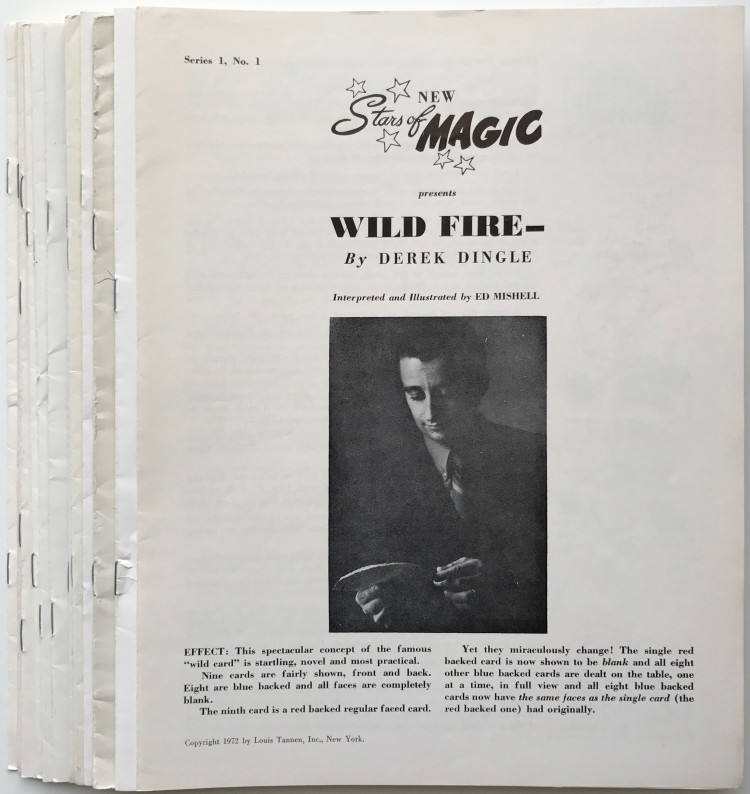 Series 1, No. 1
NEW
Stars of MAGIC
presents
WILD FIRE—
By DEREK DINGLE
Interpreted and Illustrated by ED MISHELL
EFFECT: This spectacular concept of the famous
"wild card" is startling, novel and most practical.
Nine cards are fairly shown, front and back.
Eight are blue backed and all faces are completely
blank.
The ninth card is a red backed regular faced card.
Yet they miraculously change! The single red
backed card is now shown to be blank and all eight
other blue backed cards are dealt on the table, one
at a time, in full view and all eight blue backed
cards now have the same faces as the single card (the
red backed one) had originally.
Copyright 1972 by Louis Tannen, Inc., New York.